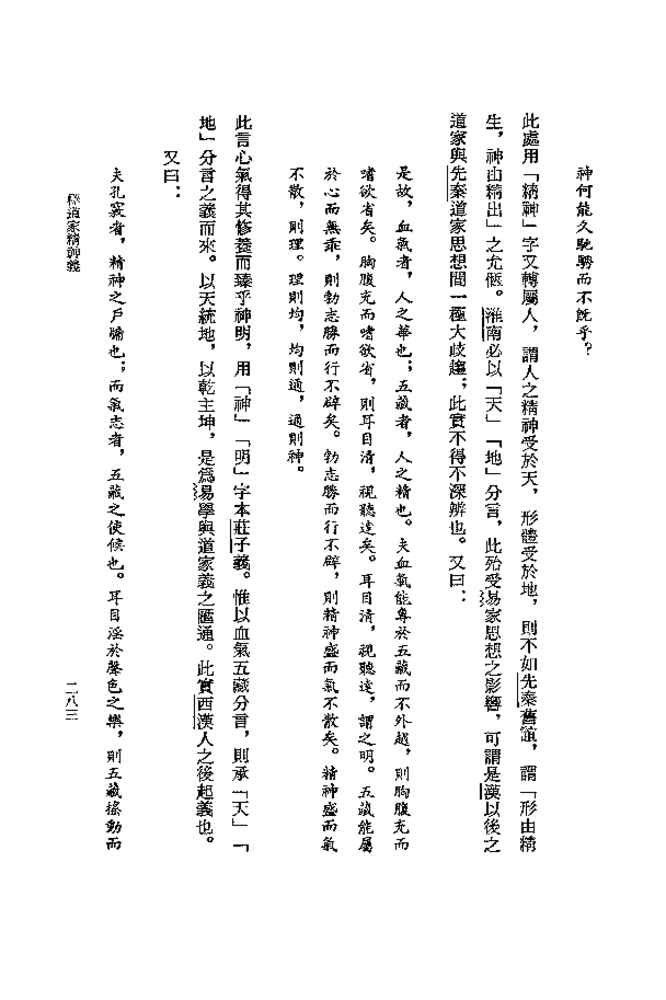 神何能久馳騁而不旣乎？
此處用「精神」字又轉屬人，謂人之精神受於天，形體受於地，則不如先秦舊誼，謂「形由精
生，神由精出」之允愜。淮南必以「天」「地」分言，此殆受易家思想之影響，可謂是漢以後之
道家與先秦道家思想間一極大歧趨；此實不得不深辨也。又曰：
是故，血氣者，人之華也；五藏者，人之精也。夫血氣能專於五藏而不外越，則胸腹充而
嗜欲省矣。胸腹充而嗜欲省，則耳目清，視聽達矣。耳目清，視聽達，謂之明。五藏能屬
於心而無乖，則勃志勝而行不辟矣。勃志勝而行不辟，則精神盛而氣不散矣。精神盛而氣
不散，則理。理則均，均則通，通則神。
此言心氣得其修養而臻乎神明，用「神」「明」字本莊子義。惟以血氣五藏分言，則承「天」「
地」分言之義而來。以天統地，以乾主坤，是爲易學與道家義之匯通。此實西漢人之後起義也。
又曰：
夫孔竅者，精神之戶牖也；而氣志者，五藏之使候也。耳目淫於聲色之樂，則五藏搖動而
釋道家精神義
二八三